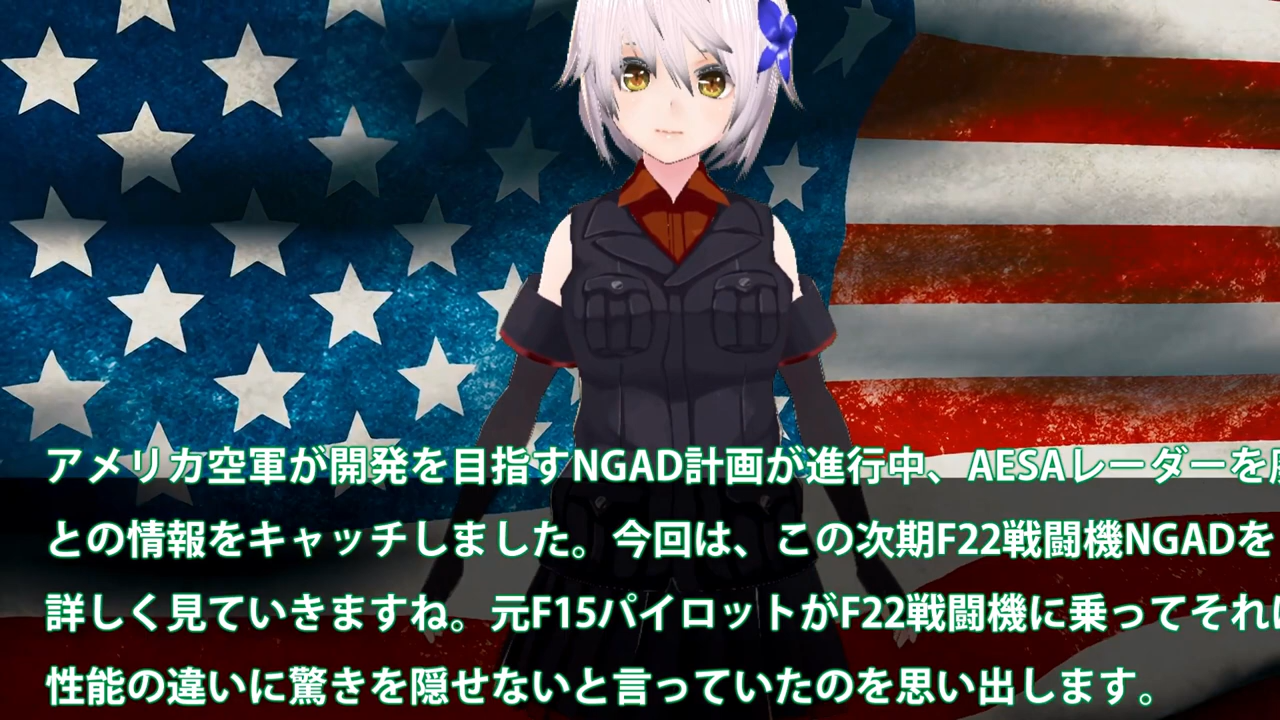 アメリカ空軍が開発を目指すNGAD計画が進行中、AESAレーダーを
との情報をキャッチしました。今回は、この次期F22戦闘機NGADを
詳しく見ていきますね。元F15パイロットがF22戦闘機に乗ってそれ
性能の違いに驚きを隠せないと言っていたのを思い出します。